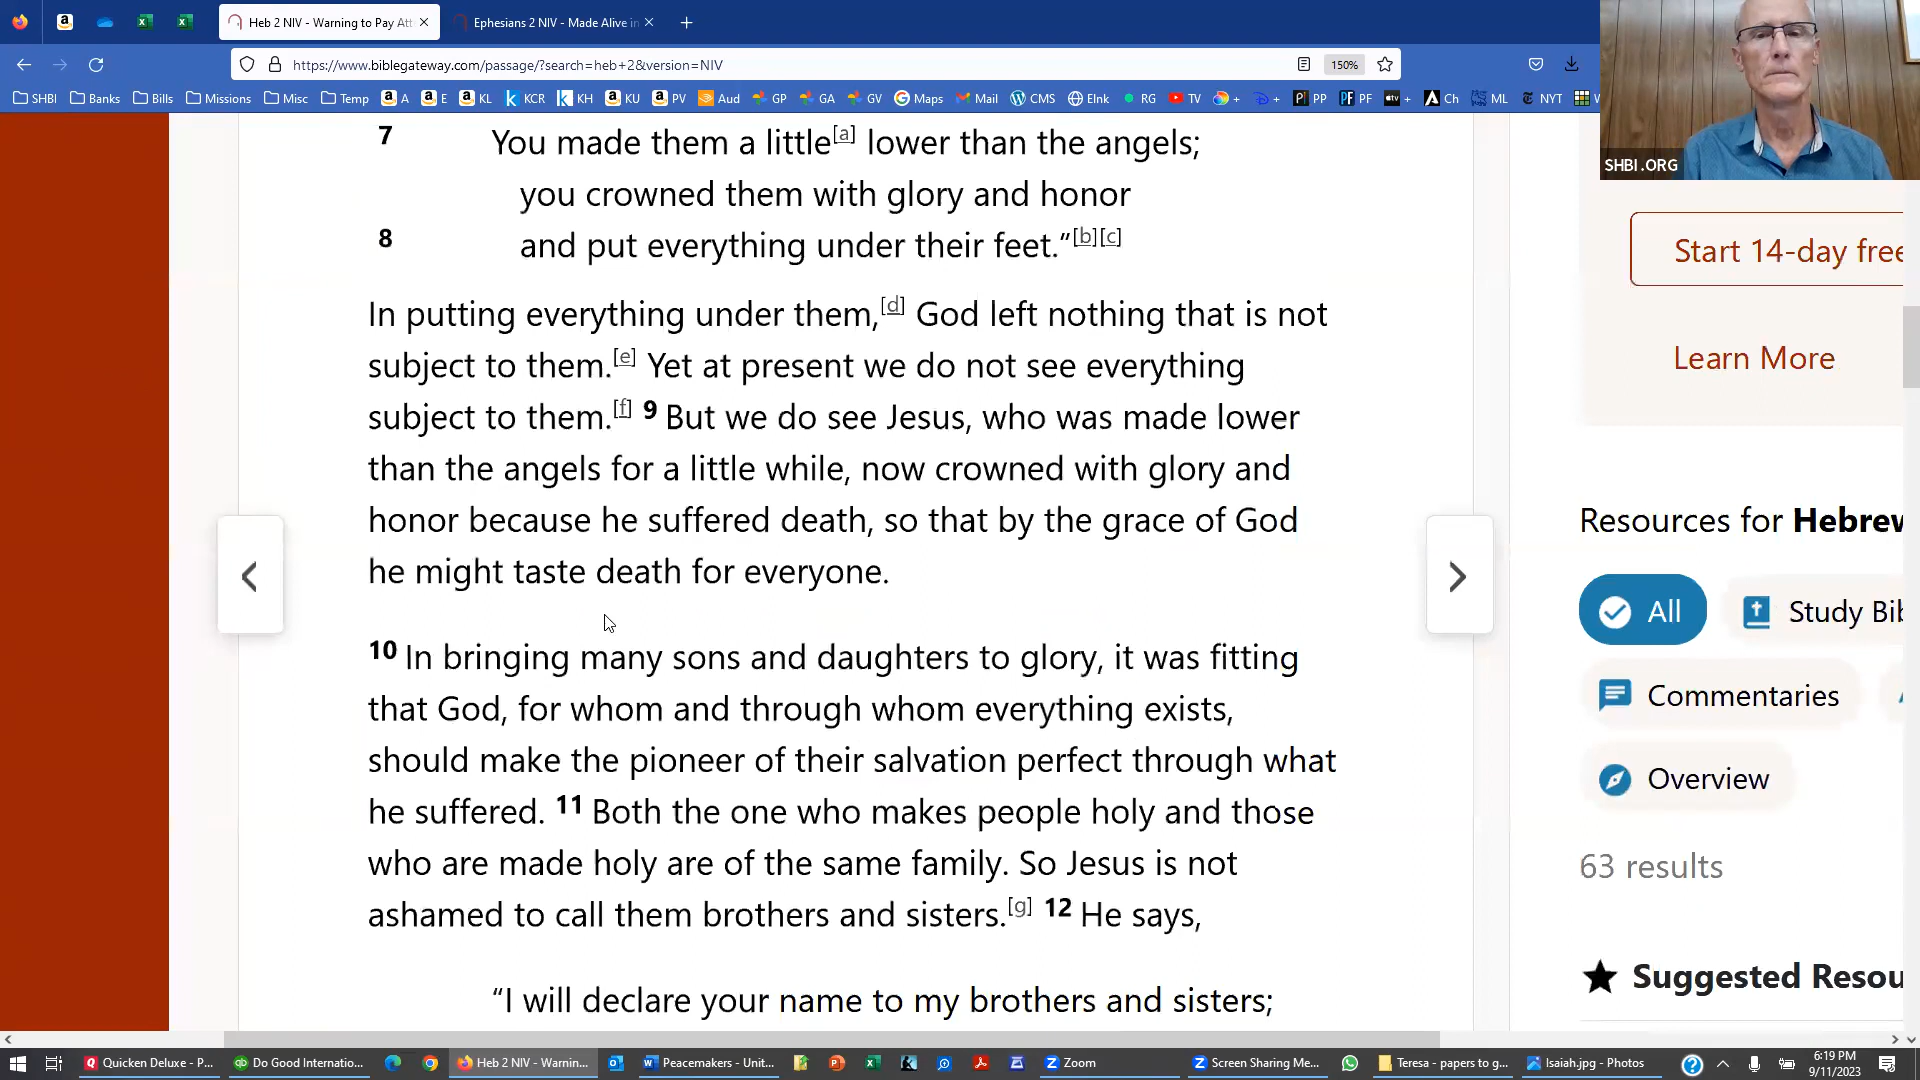 Heb 2 NIV - Warning to Pay Att
Ephesians 2 NIV - Made Alive in
https://www.biblegateway.com/passage/?search=heb+2&version=NIV
150%
SHBI
Banks
Bills
Missions
Misc
Temp
A
E
KL
KCR
KH
KU
PV
Aud
GP
GA
GV
Maps
Mail
CMS
EInk
RG
TV
+
+
PP
PF
+
Ch
ML
NYT
SHBI.ORG
7 You made them a little[a] lower than the angels;
you crowned them with glory and honor
8 and put everything under their feet.”[b][c]
In putting everything under them,[d] God left nothing that is not
subject to them.[e] Yet at present we do not see everything
subject to them.[f] 9 But we do see Jesus, who was made lower
than the angels for a little while, now crowned with glory and
honor because he suffered death, so that by the grace of God
he might taste death for everyone.
10 In bringing many sons and daughters to glory, it was fitting
that God, for whom and through whom everything exists,
should make the pioneer of their salvation perfect through what
he suffered. 11 Both the one who makes people holy and those
who are made holy are of the same family. So Jesus is not
ashamed to call them brothers and sisters.[g] 12 He says,
“I will declare your name to my brothers and sisters;
Start 14-day free
Learn More
Resources for Hebrew
All
Study Bib
Commentaries
Overview
63 results
Suggested Resou
Quicken Deluxe - P...
Do Good Internatio...
Heb 2 NIV - Warnin...
Peacemakers - Unit...
Zoom
Screen Sharing Me...
Teresa - papers to g...
Isaiah.jpg - Photos
6:19 PM
9/11/2023